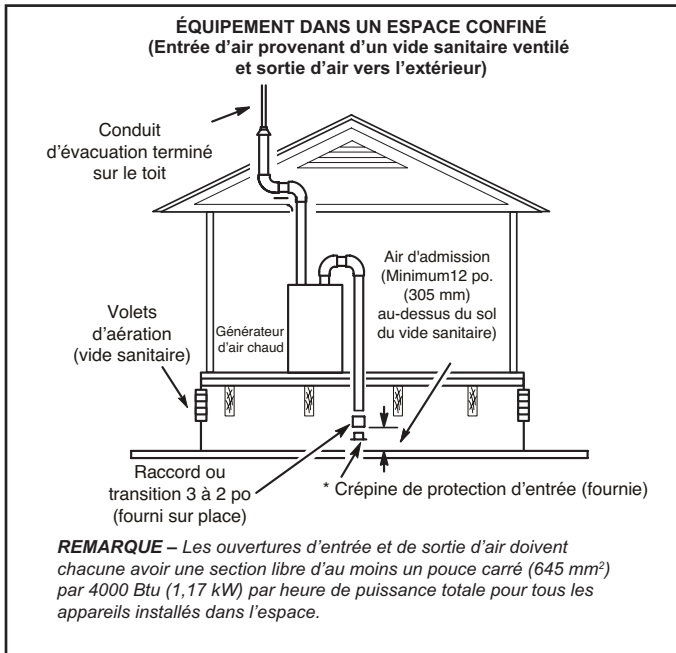 ÉQUIPEMENT DANS UN ESPACE CONFINÉ
(Entrée d'air provenant d'un vide sanitaire ventilé
et sortie d'air vers l'extérieur)
Conduit
d'évacuation terminé
sur le toit
Air d'admission
(Minimum12 po.
(305 mm)
au-dessus du sol
du vide sanitaire)
Volets
d'aération
(vide sanitaire)
Générateur
d'air chaud
Raccord ou
transition 3 à 2 po
(fourni sur place)
* Crépine de protection d'entrée (fournie)
REMARQUE – Les ouvertures d'entrée et de sortie d'air doivent
chacune avoir une section libre d'au moins un pouce carré (645 mm²)
par 4000 Btu (1,17 kW) par heure de puissance totale pour tous les
appareils installés dans l'espace.